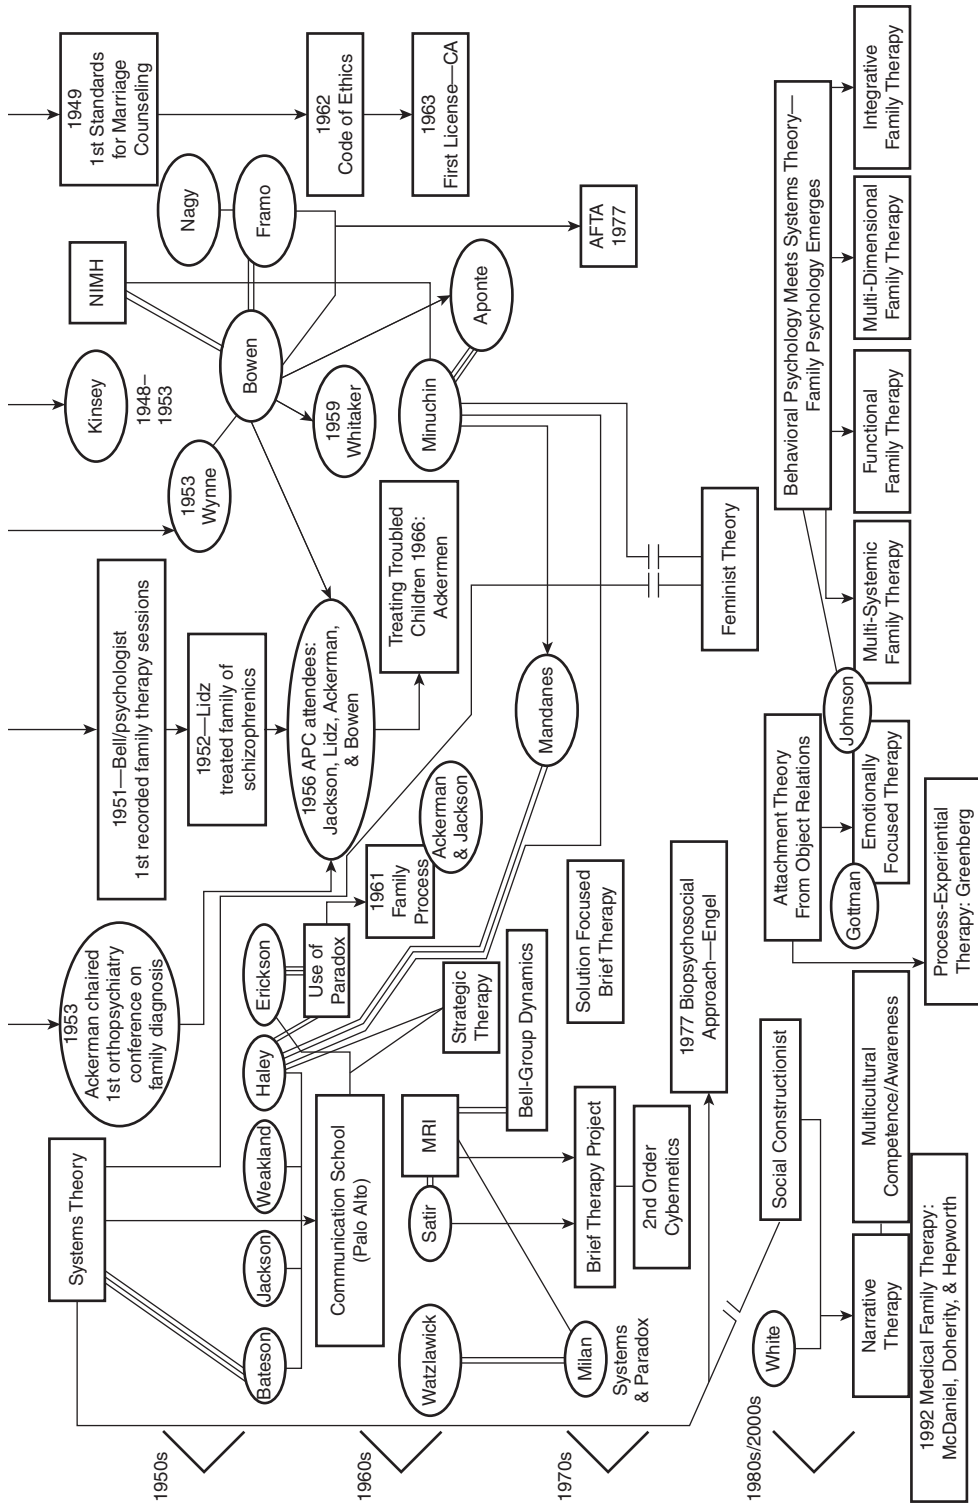 Systems Theory
1953
Ackerman chaired
1st orthopsychiatry
conference on
family diagnosis
1951—Bell/psychologist
1st recorded family therapy sessions
Kinsey
1948–
1953
NIMH
1949
1st Standards
for Marriage
Counseling
1950s
Bateson
Jackson
Weakland
Haley
Erickson
1952—Lidz
treated family of
schizophrenics
1953
Wynne
Bowen
Nagy
Framo
Communication School
(Palo Alto)
Use of
Paradox
1956 APC attendees:
Jackson, Lidz, Ackerman,
& Bowen
1959
Whitaker
1962
Code of Ethics
1960s
Watzlawick
Satir
MRI
Strategic
Therapy
1961
Family
Process
Ackerman
& Jackson
Treating Troubled
Children 1966:
Ackermen
Minuchin
Aponte
1963
First License—CA
Bell-Group Dynamics
Mandanes
1970s
Milan
Systems
& Paradox
Brief Therapy Project
Solution Focused
Brief Therapy
AFTA
1977
2nd Order
Cybernetics
1977 Biopsychosocial
Approach—Engel
Feminist Theory
1980s/2000s
White
Social Constructionist
Attachment Theory
From Object Relations
Behavioral Psychology Meets Systems Theory—
Family Psychology Emerges
Narrative
Therapy
Multicultural
Competence/Awareness
Gottman
Emotionally
Focused Therapy
Johnson
Multi-Systemic
Family Therapy
Functional
Family Therapy
Multi-Dimensional
Family Therapy
Integrative
Family Therapy
1992 Medical Family Therapy:
McDaniel, Doherity, & Hepworth
Process-Experiential
Therapy: Greenberg